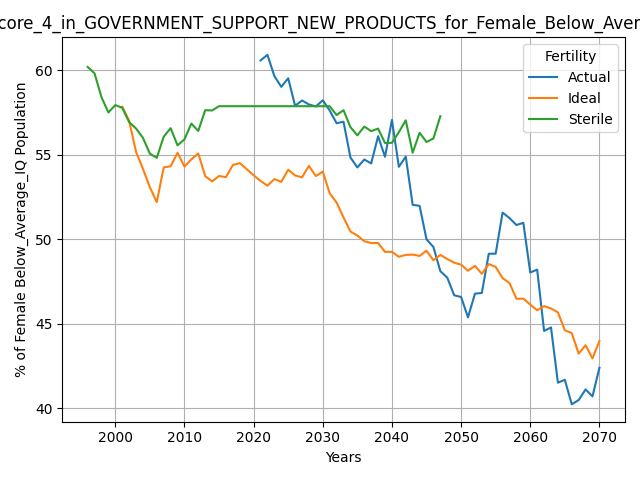 core_4_in_GOVERNMENT_SUPPORT_NEW_PRODUCTS_for_Female_Below_Aver
% of Female Below_Average_IQ Population
60
55
50
45
40
Fertility
Actual
Ideal
Sterile
2000
2010
2020
2030
2040
2050
2060
2070
Years